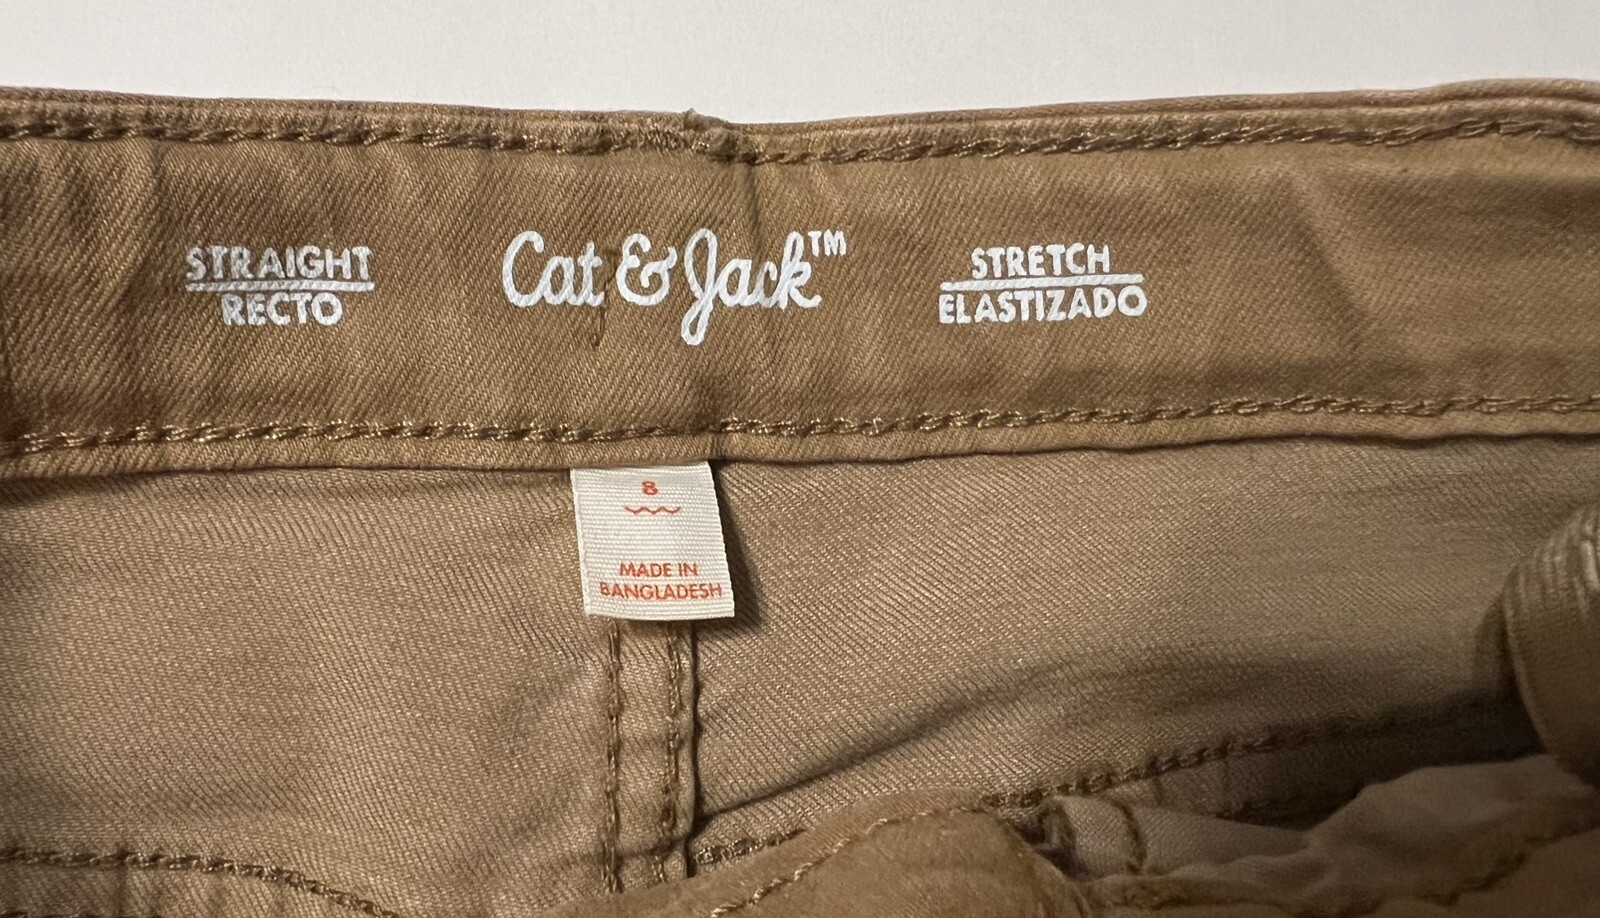 STRAIGHT
RECTO
Cat & Jack™
STRETCH
ELASTIZADO
8
MADE IN
BANGLADESH